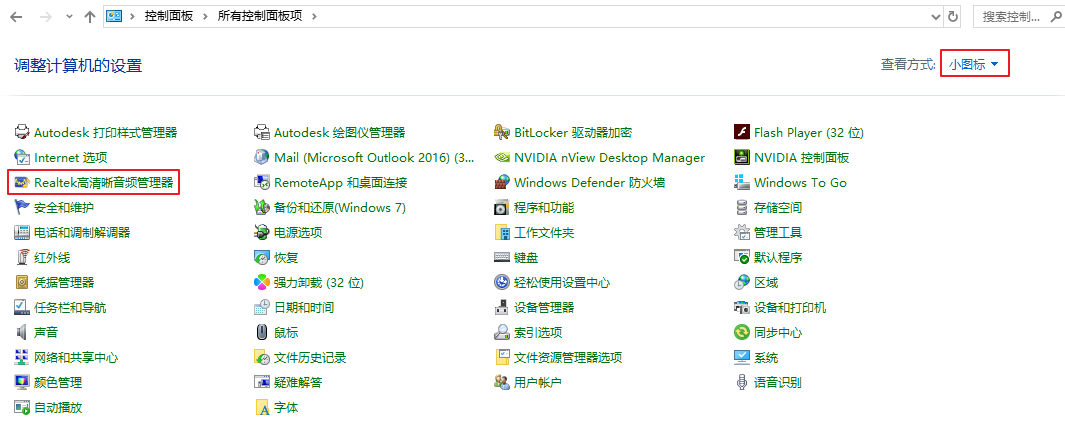 控制面板 所有控制面板项 搜索控制...
调整计算机的设置 查看方式: 小图标
Autodesk 打印样式管理器 Autodesk 绘图仪管理器 BitLocker 驱动器加密 Flash Player (32 位)
Internet 选项 Mail (Microsoft Outlook 2016) (3... NVIDIA nView Desktop Manager NVIDIA 控制面板
Realtek高清晰音频管理器 RemoteApp 和桌面连接 Windows Defender 防火墙 Windows To Go
安全和维护 备份和还原(Windows 7) 程序和功能 存储空间
电话和调制解调器 电源选项 工作文件夹 管理工具
红外线 恢复 键盘 默认程序
凭据管理器 强力卸载 (32 位) 轻松使用设置中心 区域
任务栏和导航 日期和时间 设备管理器 设备和打印机
声音 鼠标 索引选项 同步中心
网络和共享中心 文件历史记录 文件资源管理器选项 系统
颜色管理 疑难解答 用户帐户 语音识别
自动播放 字体